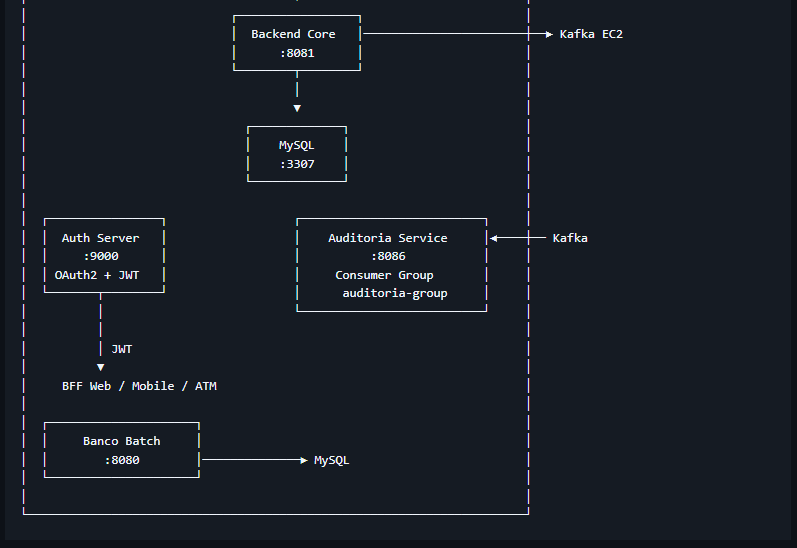 Backend Core
Kafka EC2
:8081
MySQL
:3307
Auth Server
:9000
OAuth2 + JWT
Auditoria Service
Kafka
:8086
Consumer Group
auditoria-group
JWT
BFF Web / Mobile / ATM
Banco Batch
:8080
MySQL